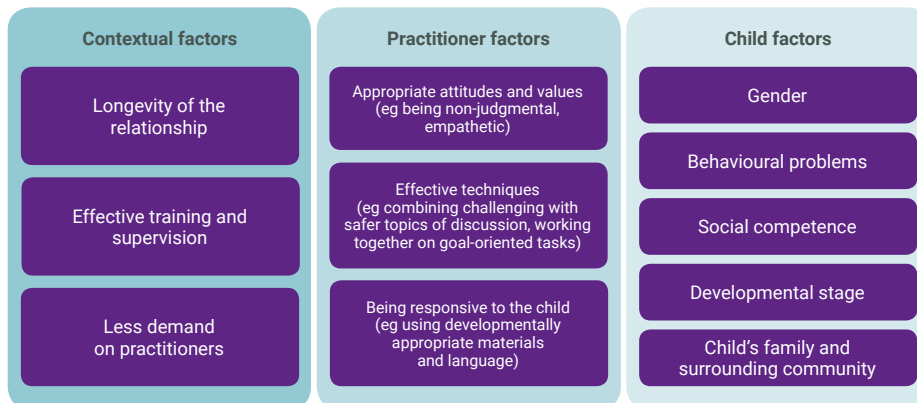 Contextual factors
Longevity of the
relationship
Effective training and
supervision
Less demand
on practitioners
Practitioner factors
Appropriate attitudes and values
(eg being non-judgmental,
empathetic)
Effective techniques
(eg combining challenging with
safer topics of discussion, working
together on goal-oriented tasks)
Being responsive to the child
(eg using developmentally
appropriate materials
and language)
Child factors
Gender
Behavioural problems
Social competence
Developmental stage
Child's family and
surrounding community